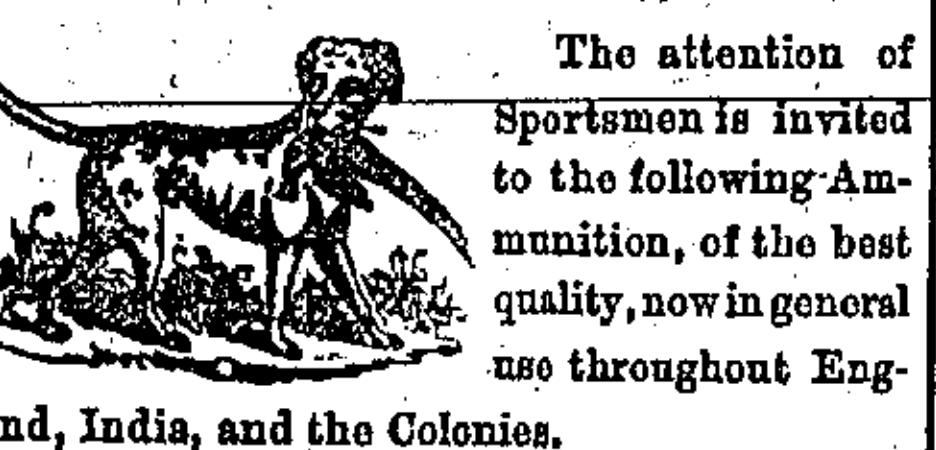 The attention of
Sportsmen is invited
to the following Am-
munition, of the best
quality, now in general
use throughout Eng-
nd, India, and the Colonies.